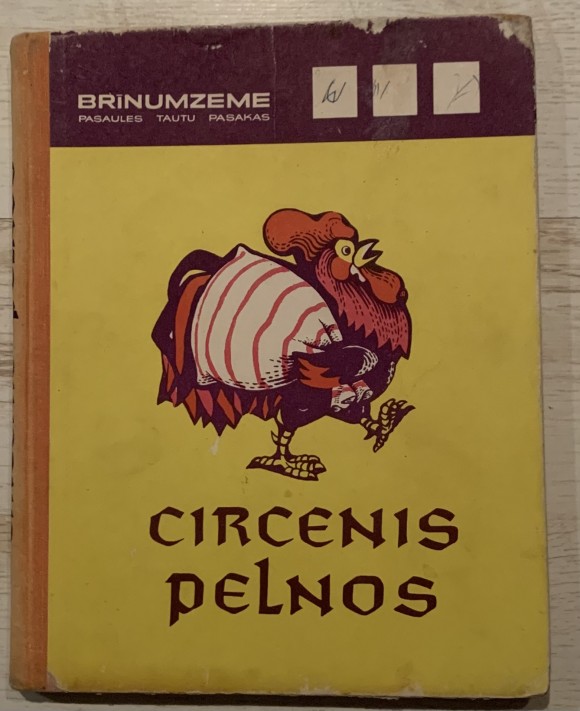 BRĪNUMZEME
PASAULES TAUTU PASAKAS
CIRCENIS
PELNOS